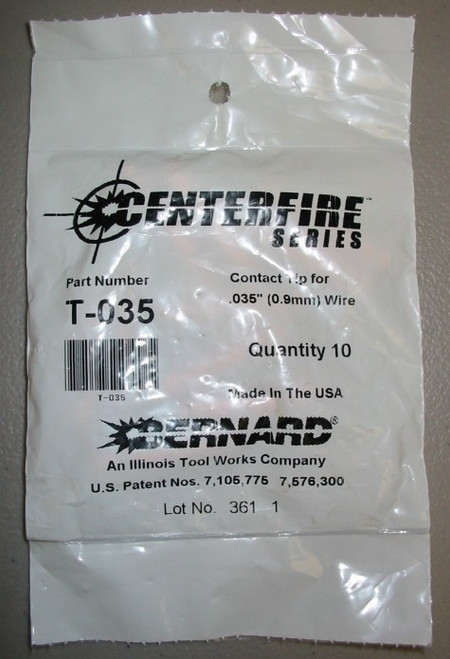 CENTERFIRE™
SERIES
Part Number
T-035
T-035
Contact Tip for
.035" (0.9mm) Wire
Quantity 10
Made In The USA
BERNARD®
An Illinois Tool Works Company
U.S. Patent Nos. 7,105,775 7,576,300
Lot No. 361 1